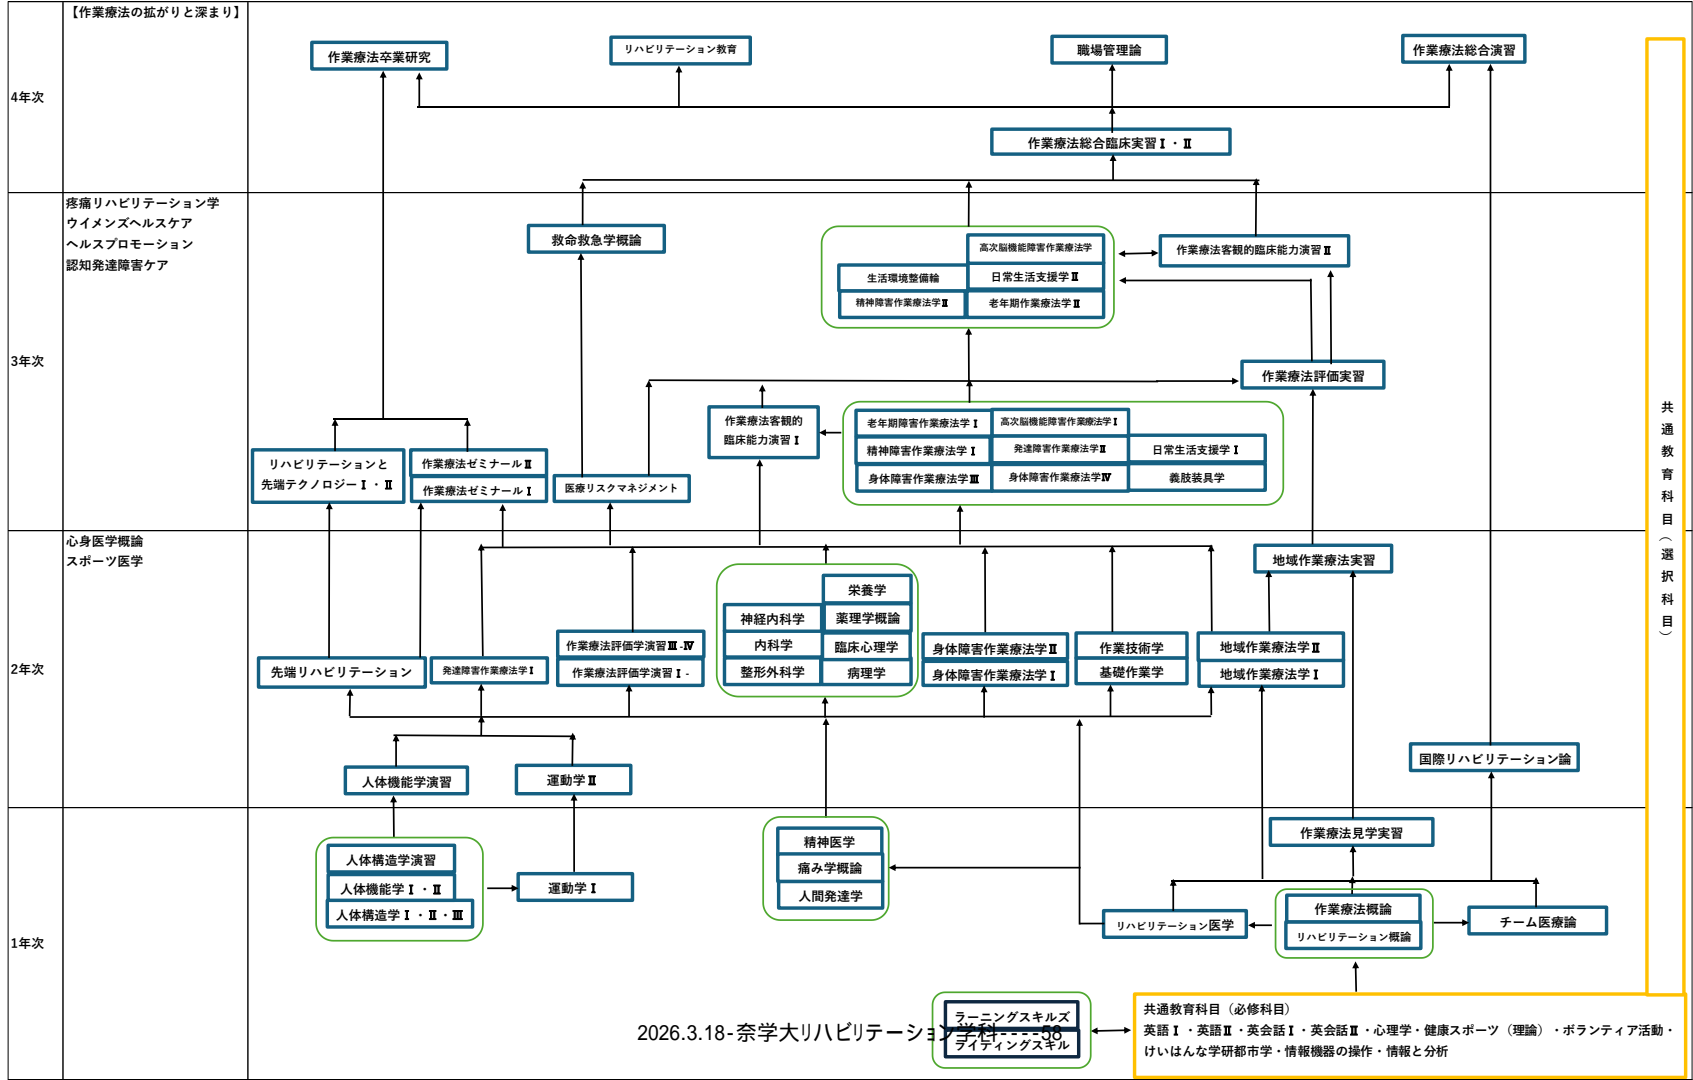 【作業療法の拡がりと深まり】
4年次
作業療法卒業研究
リハビリテーション教育
職場管理論
作業療法総合演習
作業療法総合臨床実習Ⅰ・Ⅱ
疼痛リハビリテーション学
ウイメンズヘルスケア
ヘルスプロモーション
認知発達障害ケア
3年次
救命救急学概論
高次脳機能障害作業療法学
生活環境整備輪
日常生活支援学Ⅱ
精神障害作業療法学Ⅱ
老年期作業療法学Ⅱ
作業療法客観的臨床能力演習Ⅱ
作業療法評価実習
作業療法客観的
臨床能力演習Ⅰ
老年期障害作業療法学Ⅰ
高次脳機能障害作業療法学Ⅰ
精神障害作業療法学Ⅰ
発達障害作業療法学Ⅱ
日常生活支援学Ⅰ
身体障害作業療法学Ⅲ
身体障害作業療法学Ⅳ
義肢装具学
リハビリテーションと
先端テクノロジーⅠ・Ⅱ
作業療法ゼミナールⅡ
作業療法ゼミナールⅠ
医療リスクマネジメント
心身医学概論
スポーツ医学
2年次
地域作業療法実習
栄養学
神経内科学
薬理学概論
内科学
臨床心理学
整形外科学
病理学
先端リハビリテーション
発達障害作業療法学Ⅰ
作業療法評価学演習Ⅲ-Ⅳ
作業療法評価学演習Ⅰ-
身体障害作業療法学Ⅱ
身体障害作業療法学Ⅰ
作業技術学
基礎作業学
地域作業療法学Ⅱ
地域作業療法学Ⅰ
国際リハビリテーション論
人体機能学演習
運動学Ⅱ
1年次
人体構造学演習
人体機能学Ⅰ・Ⅱ
人体構造学Ⅰ・Ⅱ・Ⅲ
運動学Ⅰ
精神医学
痛み学概論
人間発達学
作業療法見学実習
リハビリテーション医学
作業療法概論
リハビリテーション概論
チーム医療論
ラーニングスキルズ
ライティングスキル
2026.3.18-奈学大リハビリテーション学科----58
共通教育科目（必修科目）
英語Ⅰ・英語Ⅱ・英会話Ⅰ・英会話Ⅱ・心理学・健康スポーツ（理論）・ボランティア活動・
けいはんな学研都市学・情報機器の操作・情報と分析
共通教育科目（選択科目）